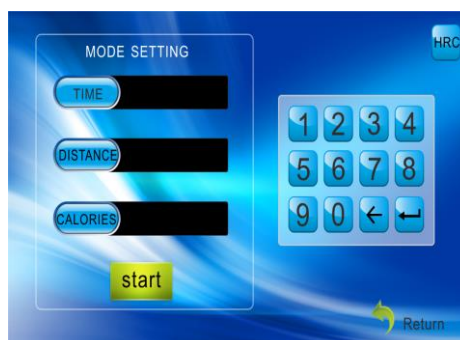 MODE SETTING
HRC
TIME
DISTANCE
CALORIES
start
1 2 3 4
5 6 7 8
9 0 ← ↵
Return